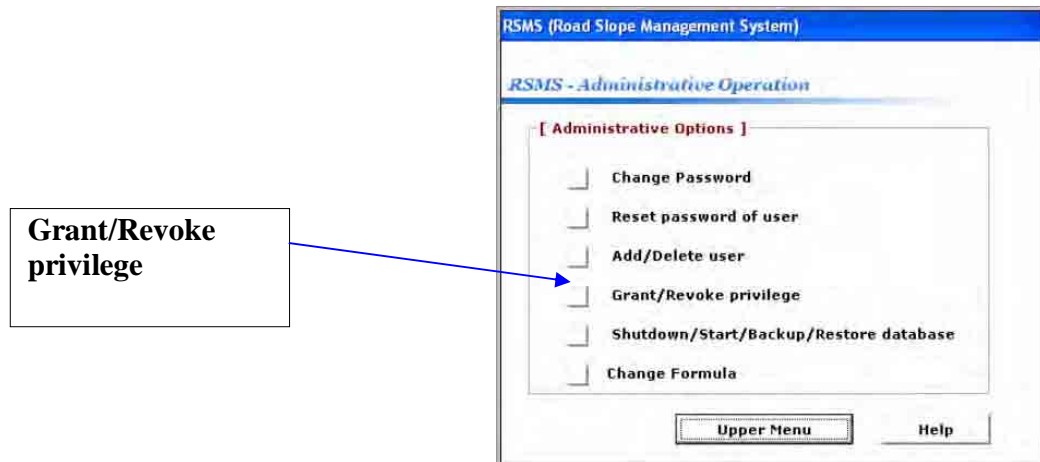 RSMS (Road Slope Management System)
RSMS - Administrative Operation
[ Administrative Options ]
Change Password
Reset password of user
Add/Delete user
Grant/Revoke
privilege
Grant/Revoke privilege
Shutdown/Start/Backup/Restore database
Change Formula
Upper Menu
Help